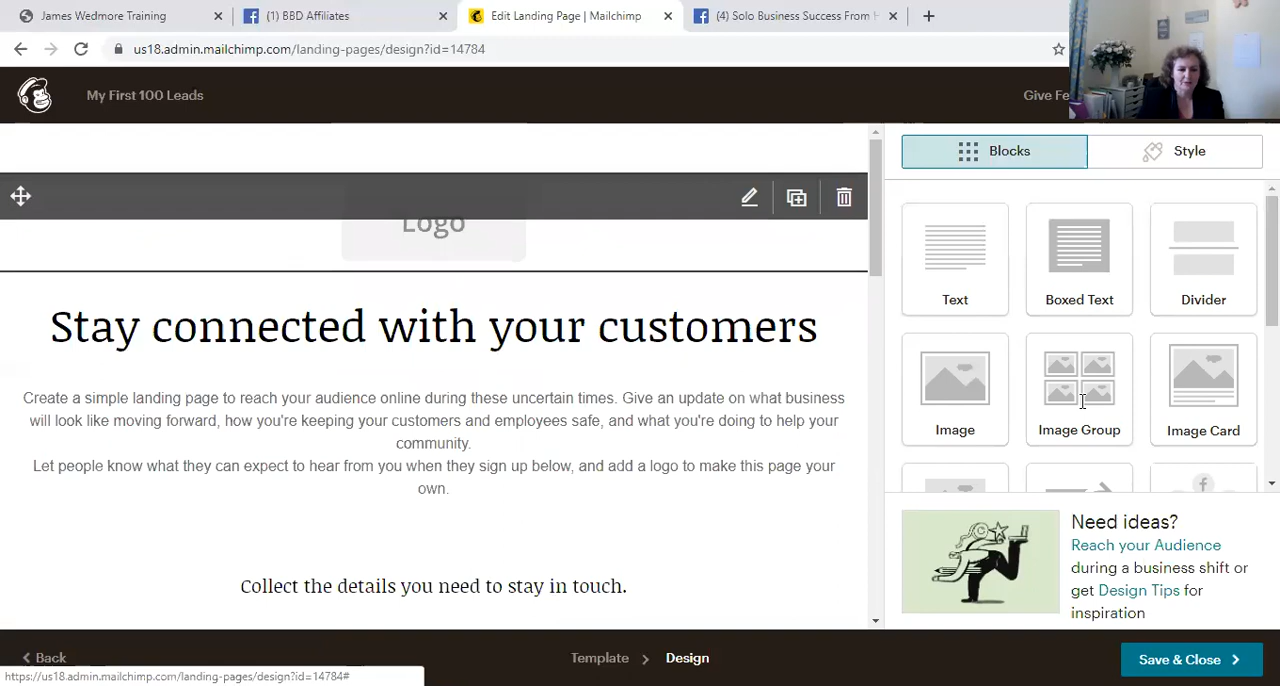 James Wedmore Training
(1) BBD Affiliates
Edit Landing Page | Mailchimp
(4) Solo Business Success From H
us18.admin.mailchimp.com/landing-pages/design?id=14784
My First 100 Leads
Give Fe
Blocks
Style
Logo
Stay connected with your customers
Create a simple landing page to reach your audience online during these uncertain times. Give an update on what business
will look like moving forward, how you're keeping your customers and employees safe, and what you're doing to help your
community.
Let people know what they can expect to hear from you when they sign up below, and add a logo to make this page your
own.
Collect the details you need to stay in touch.
Text
Boxed Text
Divider
Image
Image Group
Image Card
Need ideas?
Reach your Audience
during a business shift or
get Design Tips for
inspiration
Back
Template
Design
Save & Close
https://us18.admin.mailchimp.com/landing-pages/design?id=14784#